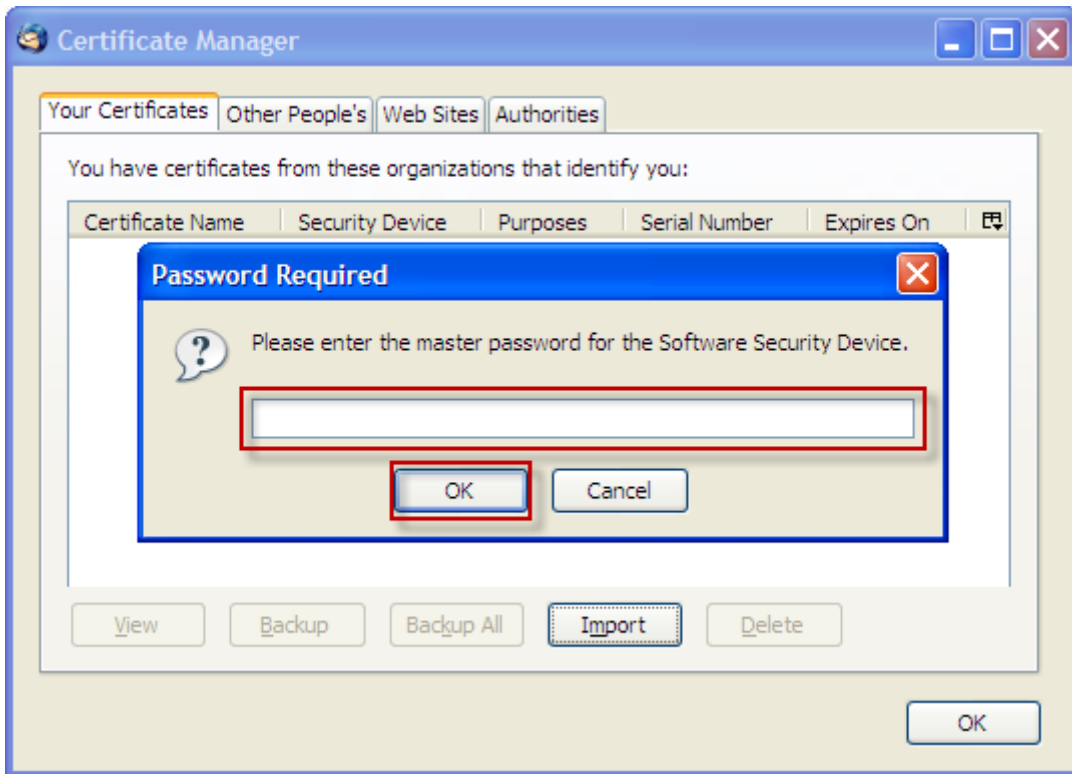 Certificate Manager
Your Certificates Other People's Web Sites Authorities
You have certificates from these organizations that identify you:
Certificate Name Security Device Purposes Serial Number Expires On
Password Required
?
Please enter the master password for the Software Security Device.
OK Cancel
View Backup Backup All Import Delete
OK